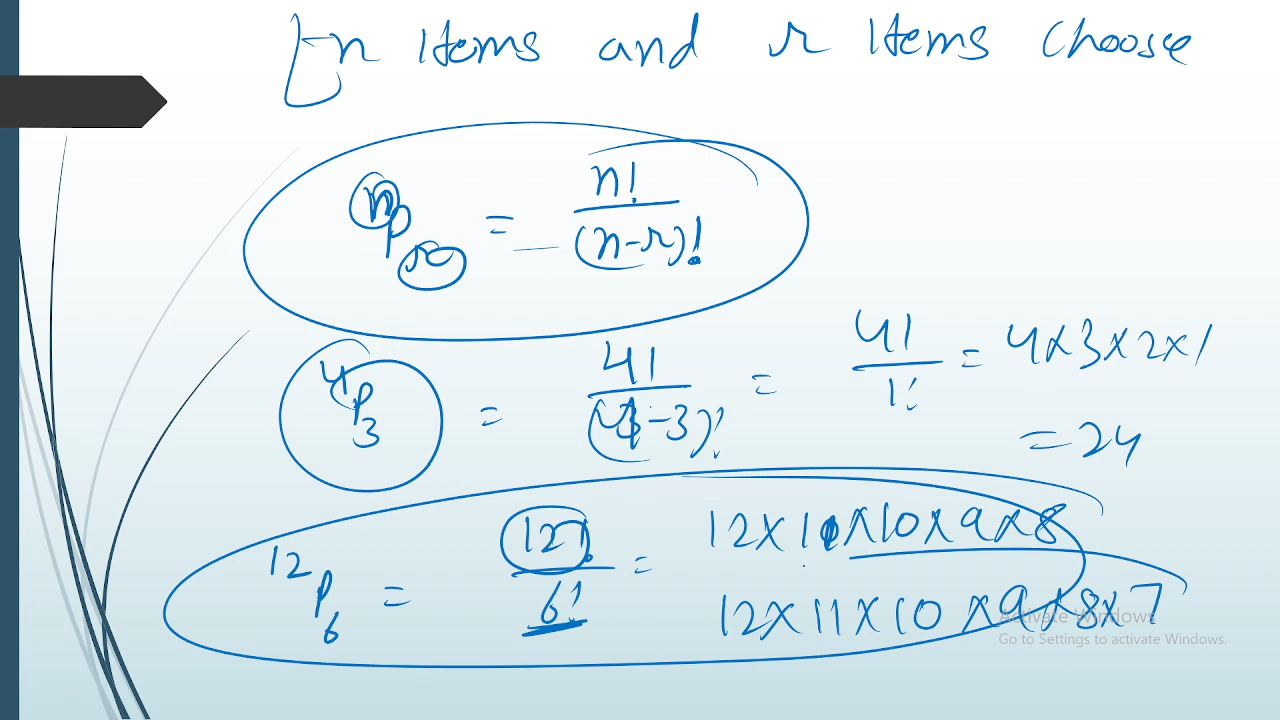 n items and r items choose
nPr = n!/(n-r)!
4P3 = 4!/(4-3)! = 4!/1! = 4x3x2x1
= 24
12P6 = 12!/6! = 12x11x10x9x8
12x11x10x9x8x7
Activate Windows
Go to Settings to activate Windows.